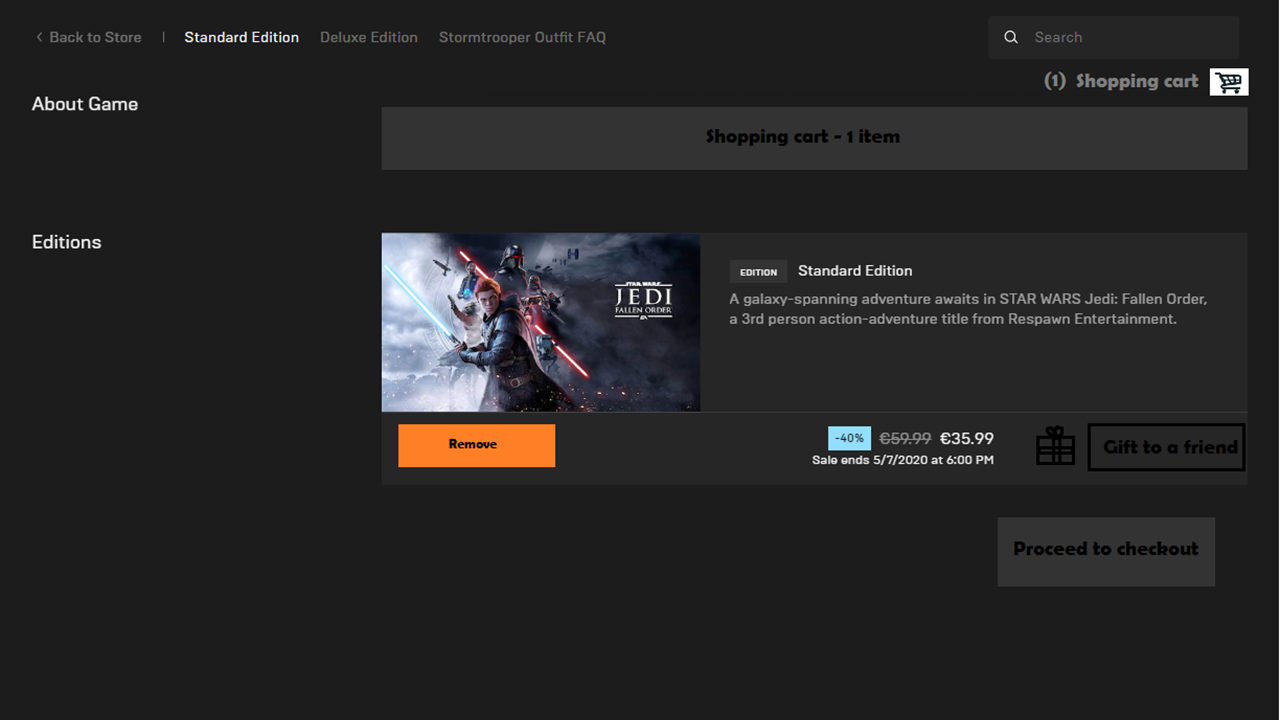 Back to Store | Standard Edition Deluxe Edition Stormtrooper Outfit FAQ
Search
(1) Shopping cart
About Game
Shopping cart - 1 item
Editions
STAR WARS
JEDI
FALLEN ORDER
EDITION Standard Edition
A galaxy-spanning adventure awaits in STAR WARS Jedi: Fallen Order,
a 3rd person action-adventure title from Respawn Entertainment.
Remove
-40% €59.99 €35.99
Sale ends 5/7/2020 at 6:00 PM
Gift to a friend
Proceed to checkout